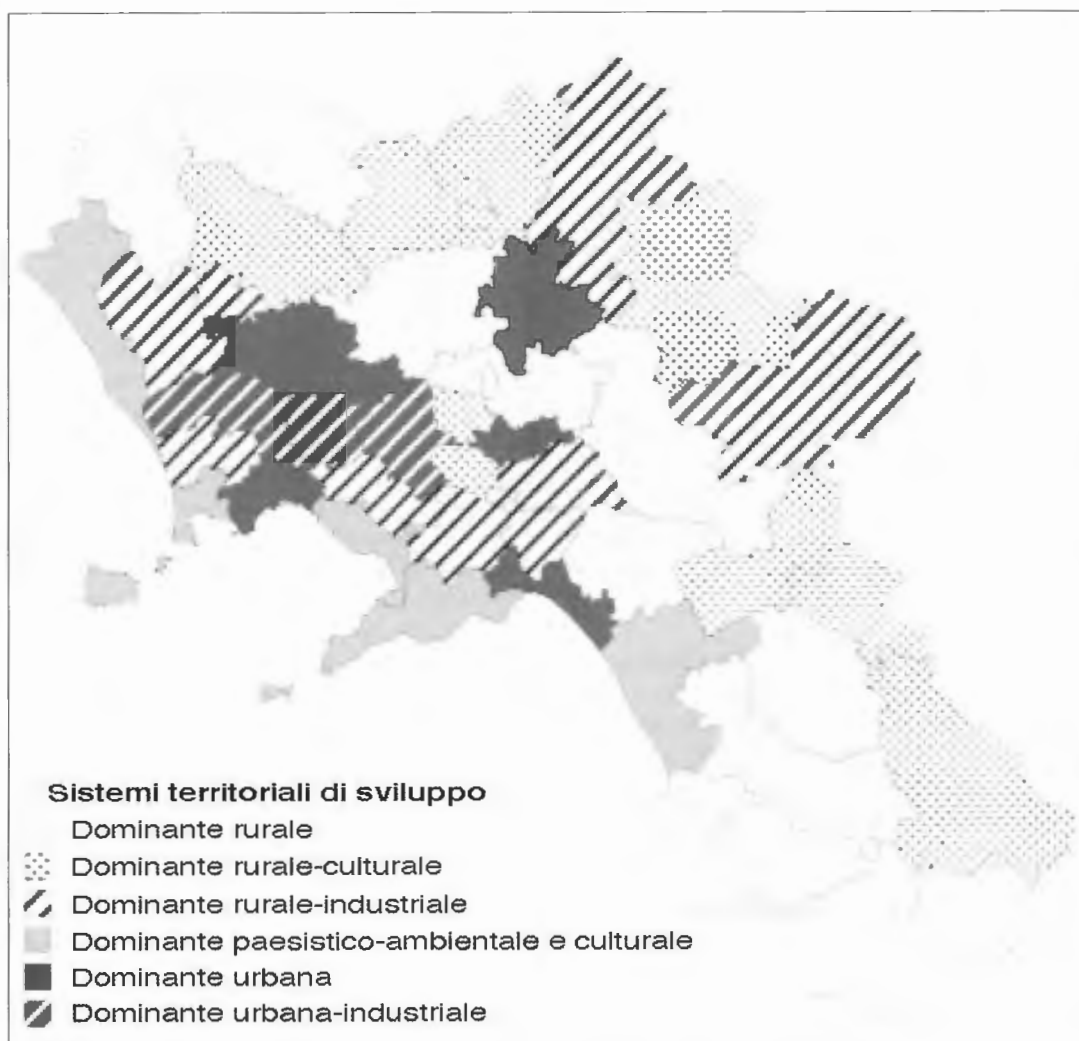 Sistemi territoriali di sviluppo
Dominante rurale
Dominante rurale-culturale
Dominante rurale-industriale
Dominante paesistico-ambientale e culturale
Dominante urbana
Dominante urbana-industriale